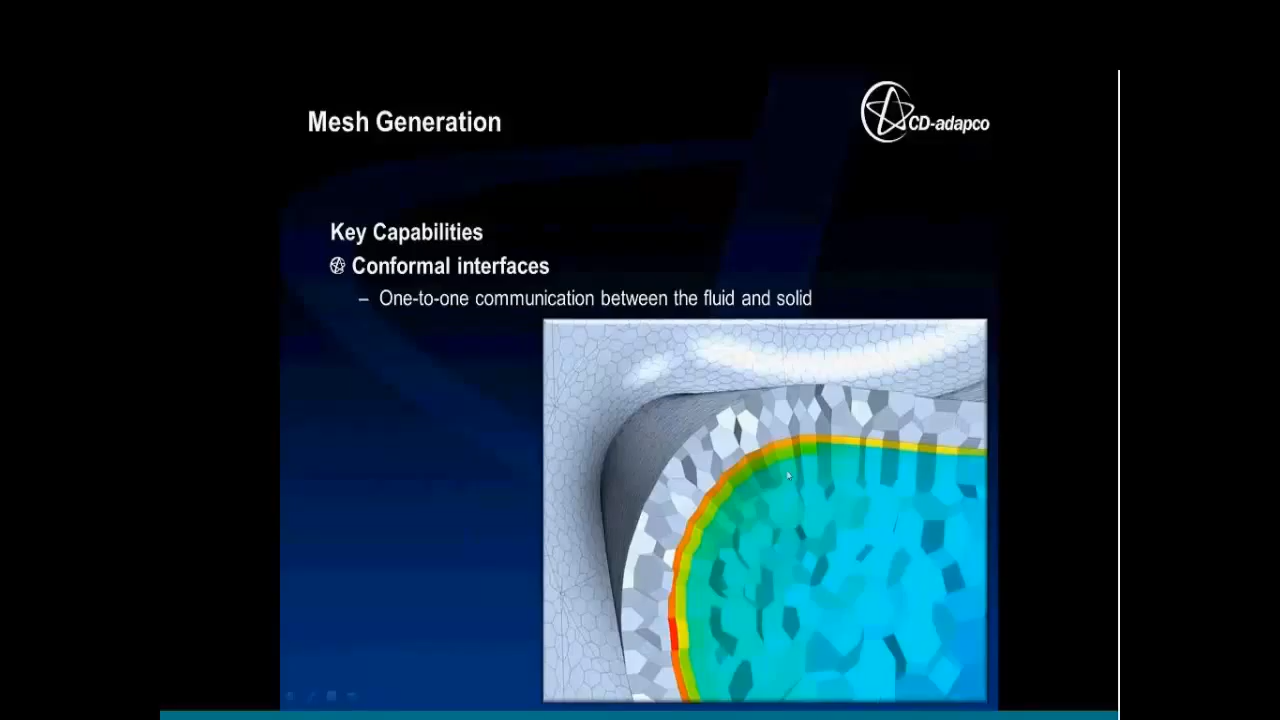 Mesh Generation
CD-adapco
Key Capabilities
Conformal interfaces
– One-to-one communication between the fluid and solid